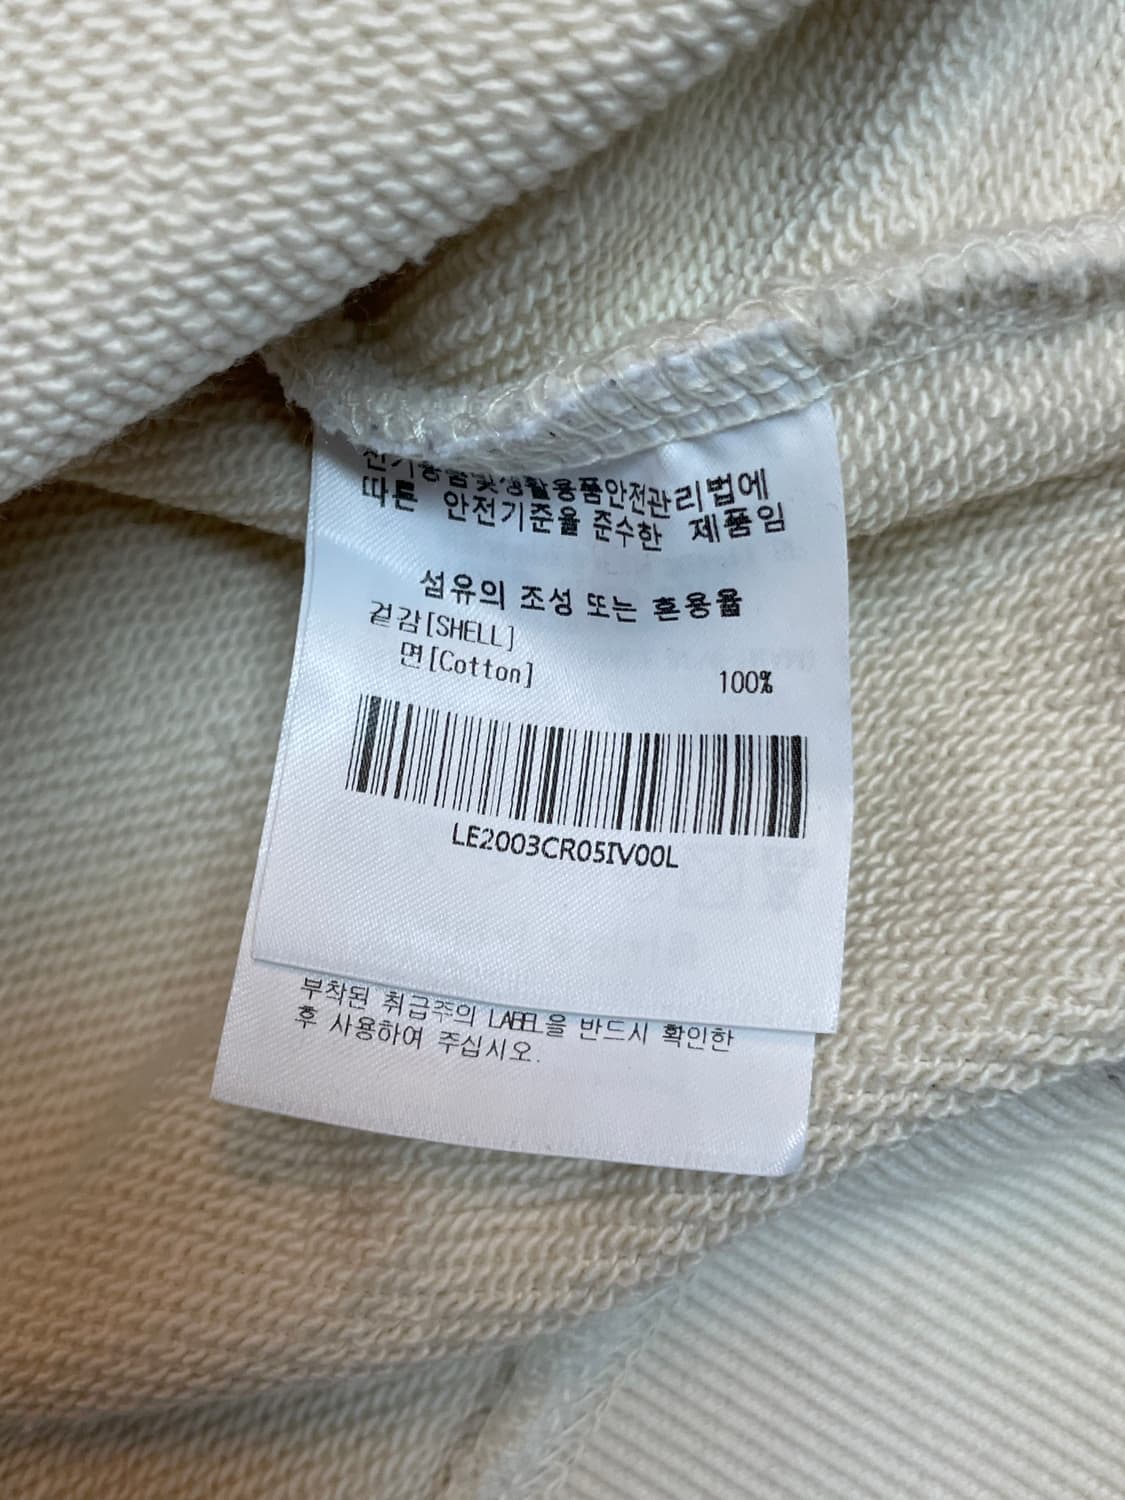 전기용품및생활용품안전관리법에
따른 안전기준을 준수한 제품임
섬유의 조성 또는 혼용율
겉감[SHELL]
면[Cotton] 100%
LE2003CR05IV00L
부착된 취급주의 LABEL을 반드시 확인한
후 사용하여 주십시오.